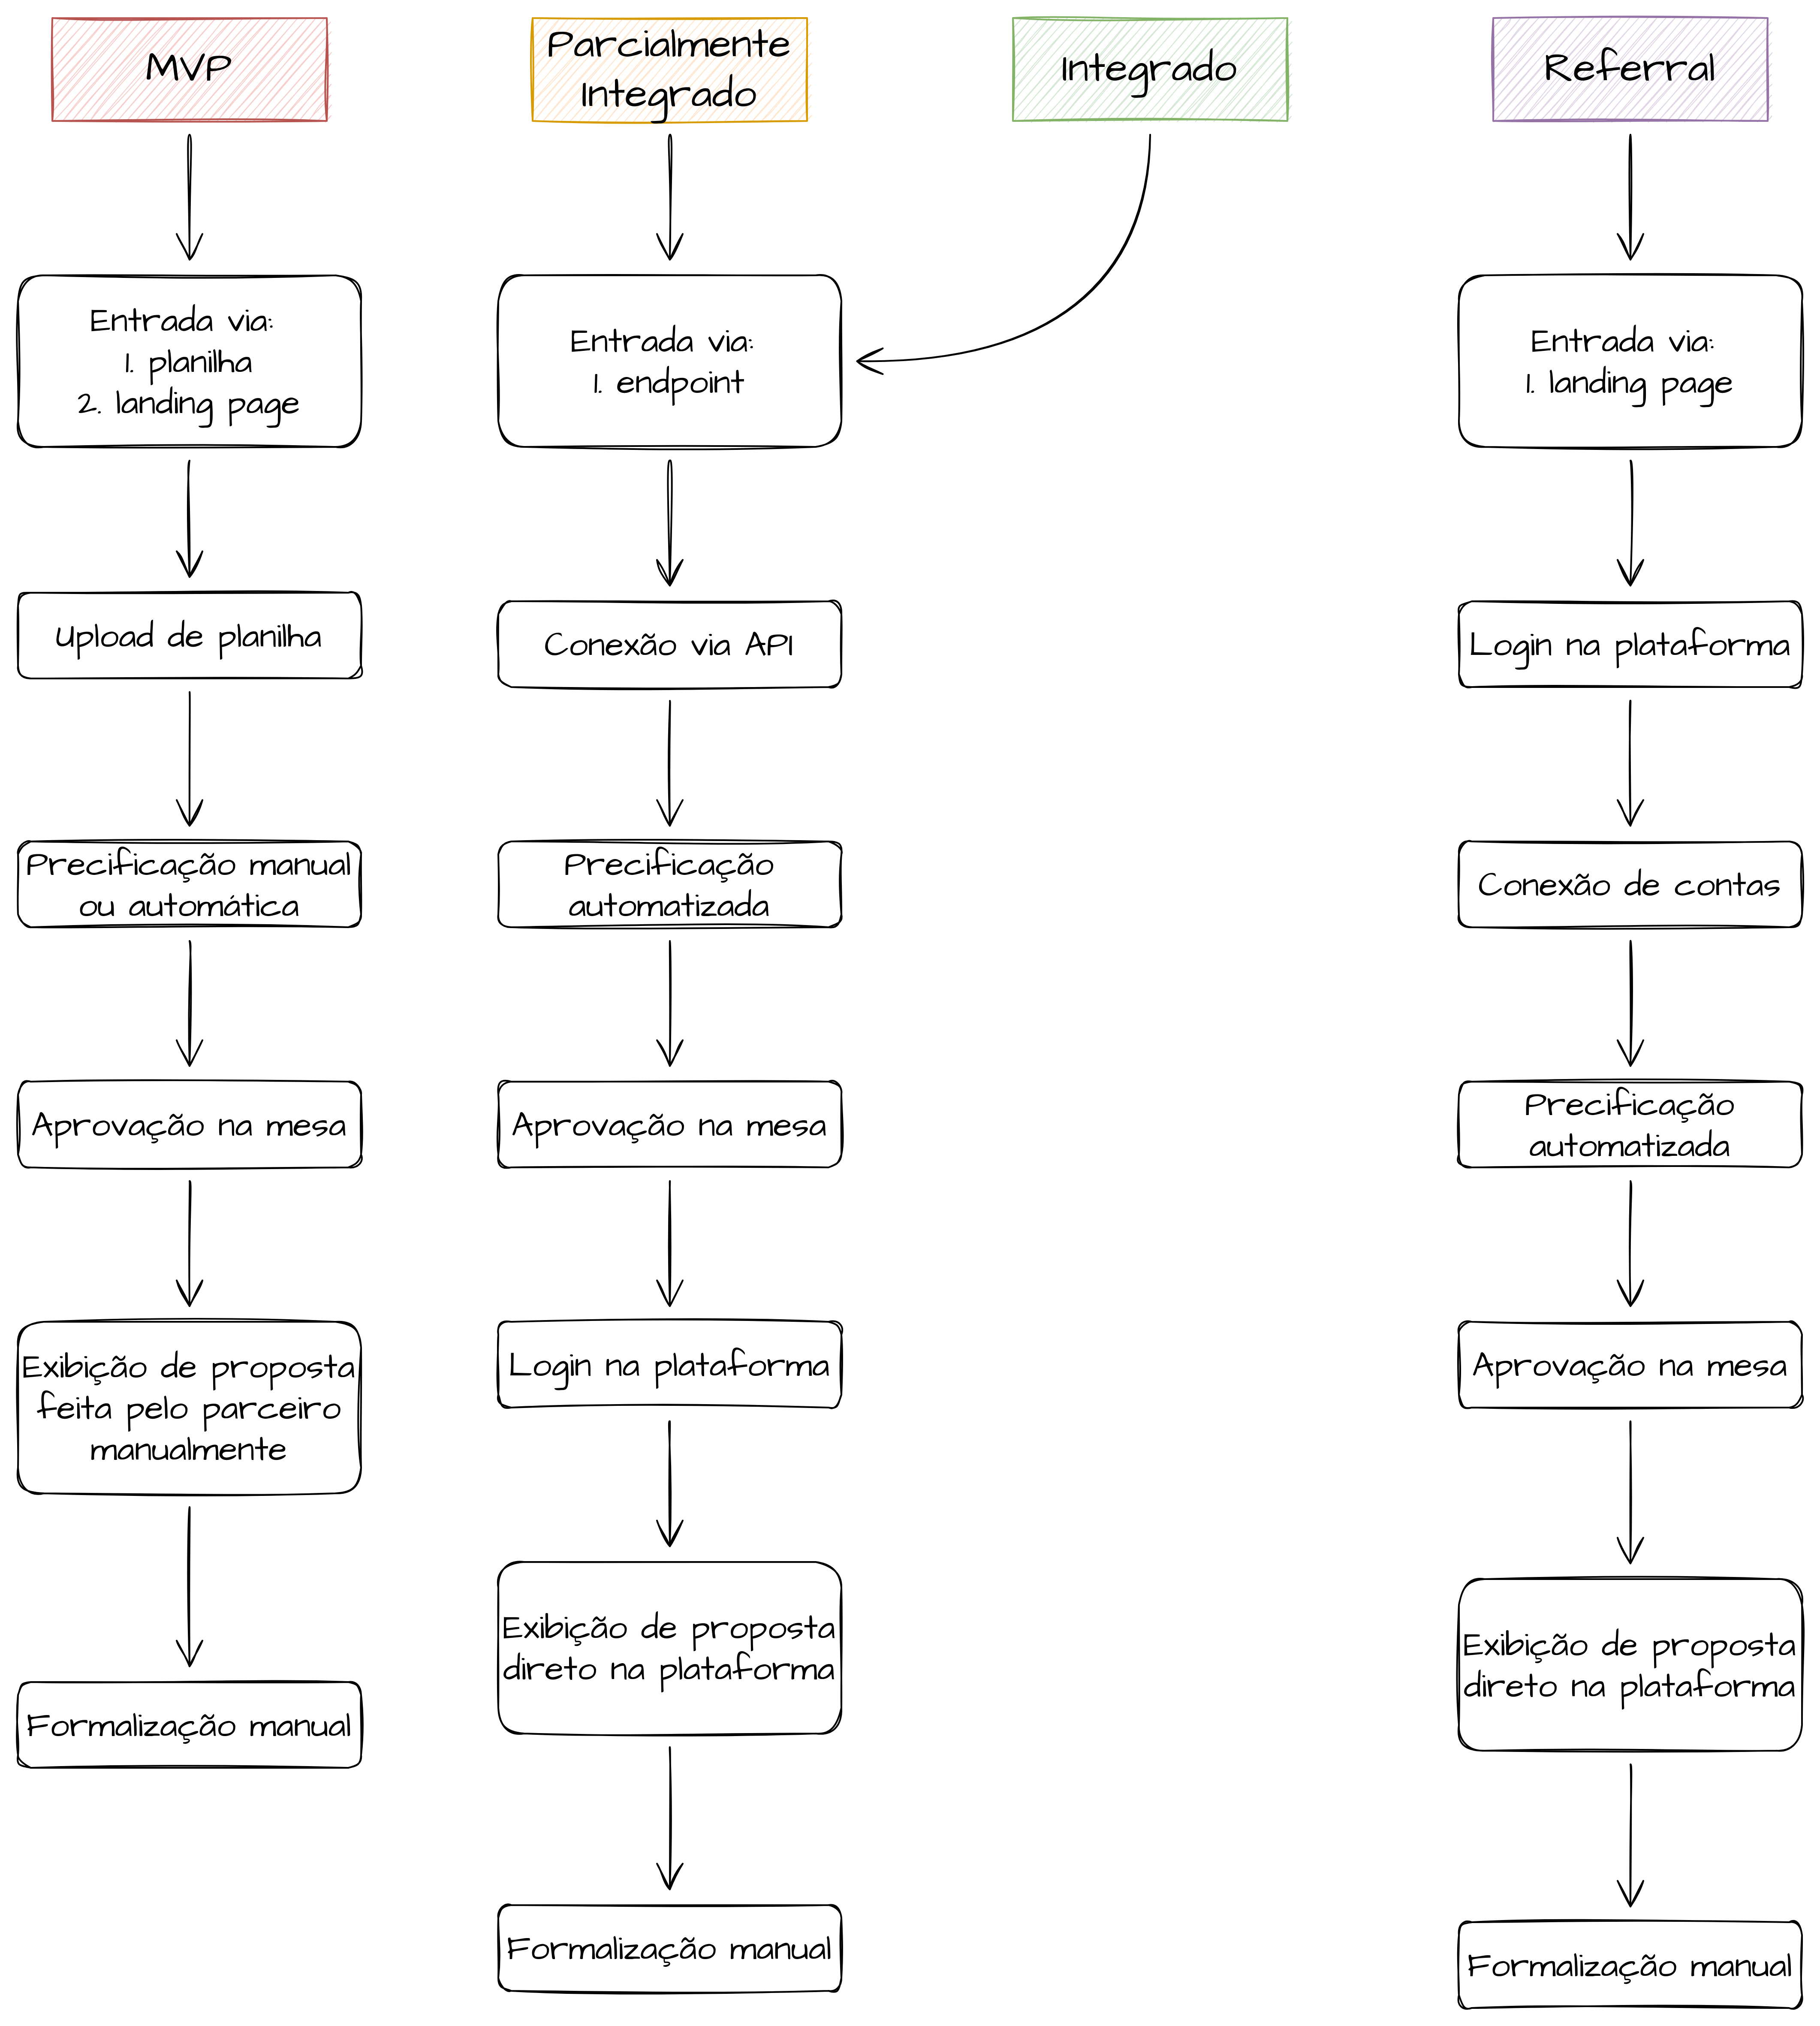 MVP
Parcialmente
Integrado
Integrado
Referral
Entrada via:
1. planilha
2. landing page
Entrada via:
1. endpoint
Entrada via:
1. landing page
Upload de planilha
Conexão via API
Login na plataforma
Precificação manual
ou automática
Precificação
automatizada
Conexão de contas
Aprovação na mesa
Aprovação na mesa
Precificação
automatizada
Exibição de proposta
feita pelo parceiro
manualmente
Login na plataforma
Aprovação na mesa
Exibição de proposta
direto na plataforma
Exibição de proposta
direto na plataforma
Formalização manual
Formalização manual
Formalização manual